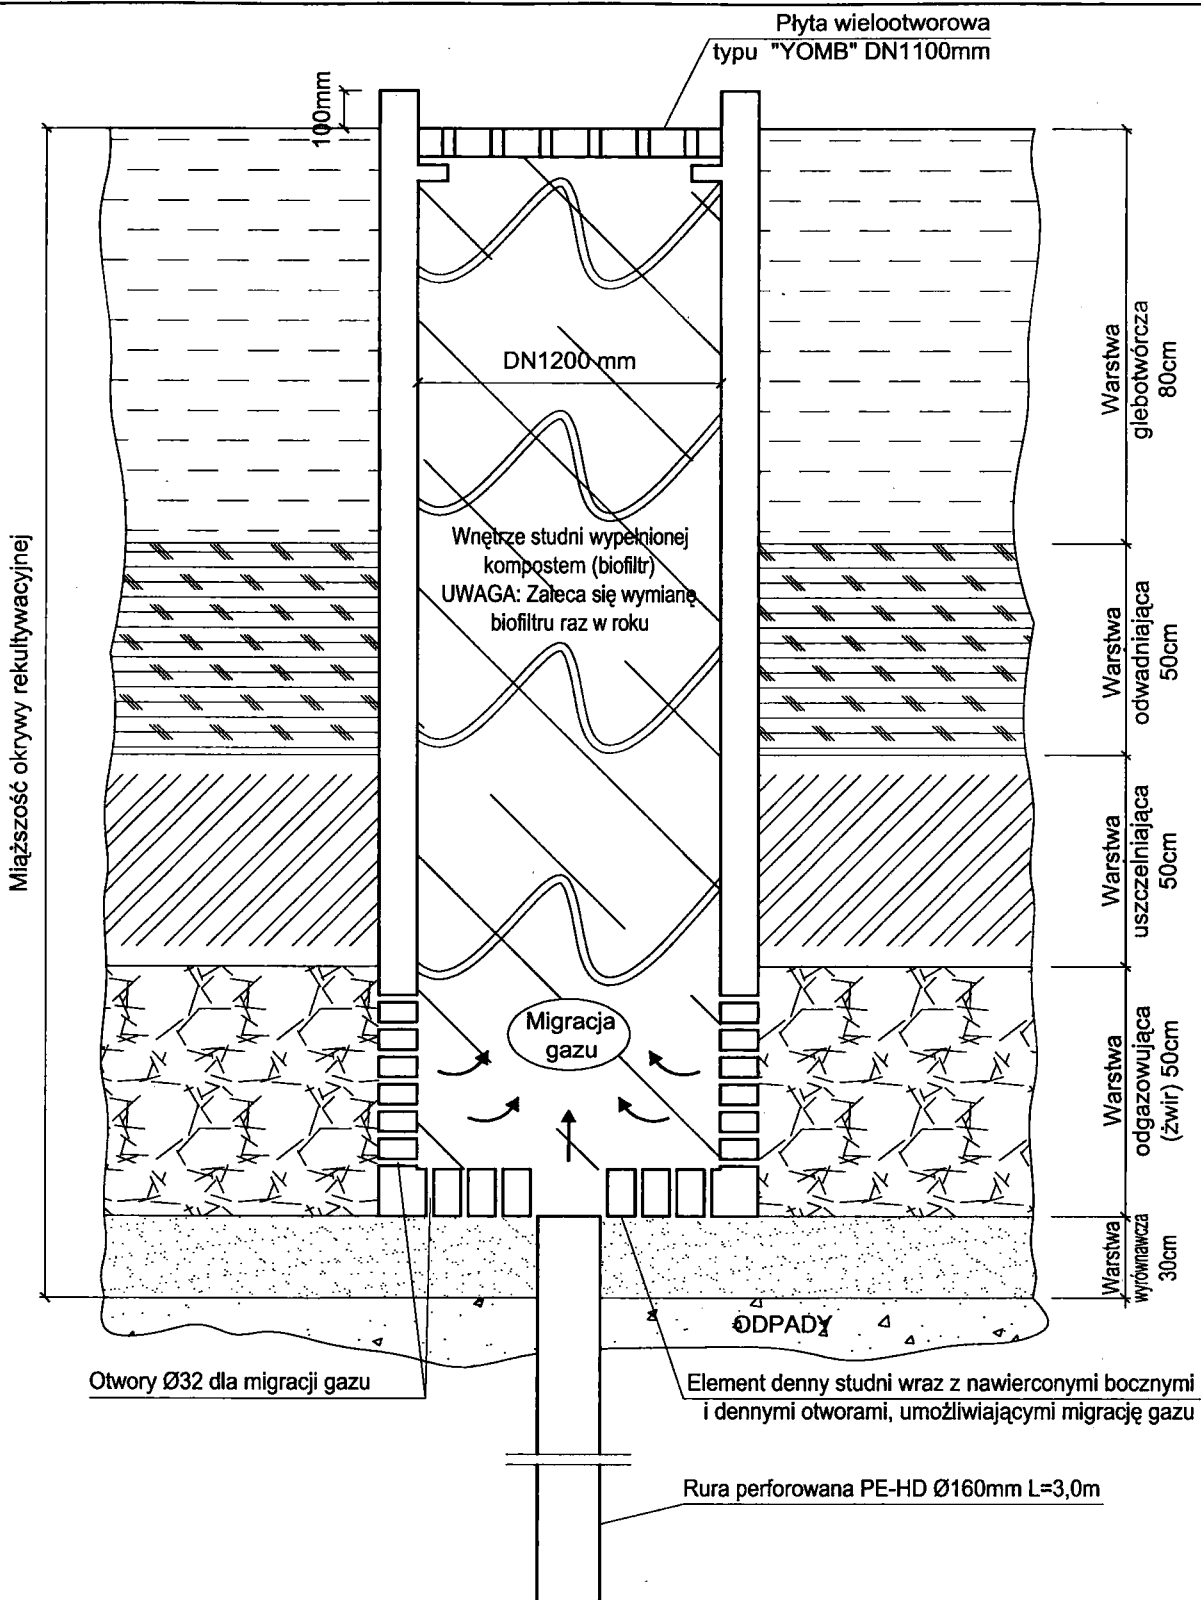 Płyta wielootworowa
typu "YOMB" DN1100mm
100mm
Miąższość okrywy rekultywacyjnej
DN1200 mm
Wnętrze studni wypełnionej
kompostem (biofiltr)
UWAGA: Zaleca się wymianę
biofiltru raz w roku
Warstwa
glebotwórcza
80cm
Warstwa
odwadniająca
50cm
Warstwa
uszczelniająca
50cm
Migracja
gazu
Warstwa
odgazowująca
(żwir) 50cm
Warstwa
wyrównawcza
30cm
ODPADY
Otwory Ø32 dla migracji gazu
Element denny studni wraz z nawierconymi bocznymi
i dennymi otworami, umożliwiającymi migrację gazu
Rura perforowana PE-HD Ø160mm L=3,0m